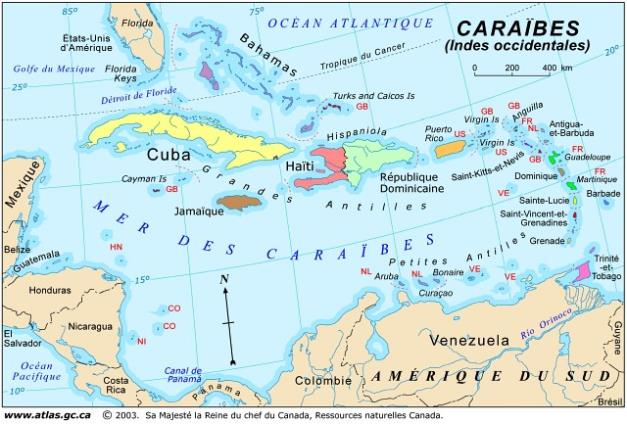 CARAÏBES
(Indes occidentales)
0 200 400
km
OCÉAN ATLANTIQUE
Floride
États-Unis
d'Amérique
Golfe du Mexique
Florida
Keys
Détroit de Floride
Bahamas
Tropique du Cancer
80°
75°
70°
20°
25°
Turks and Caicos Is
GB
Hispaniola
Cuba
Haïti
République
Dominicaine
Puerto
Rico
US
Virgin Is
GB
Virgin Is
US
Anguilla
GB
FR
NL
Antigua-
et-Barbuda
Saint-Kitts-et-Nevis
GB
FR
Guadeloupe
Dominique
FR
Martinique
Sainte-Lucie
Barbade
Saint-Vincent-et-
Grenadines
Grenade
VE
Cayman Is
GB
Grandes Antilles
Jamaïque
Mexique
Belize
Guatemala
HN
MER DES CARAÏBES
Petites Antilles
NL
Aruba
NL
Bonaire
Curaçao
VE
VE
Trinité
-et-
Tobago
15°
N
Honduras
Nicaragua
El
Salvador
CO
CO
NI
Océan
Pacifique
10°
Costa
Rica
Canal de
Panamá
Panama
Colombie
Venezuela
Rio Orinoco
AMÉRIQUE DU SUD
Guyane
Brésil
www.atlas.gc.ca © 2003. Sa Majesté la Reine du chef du Canada, Ressources naturelles Canada.